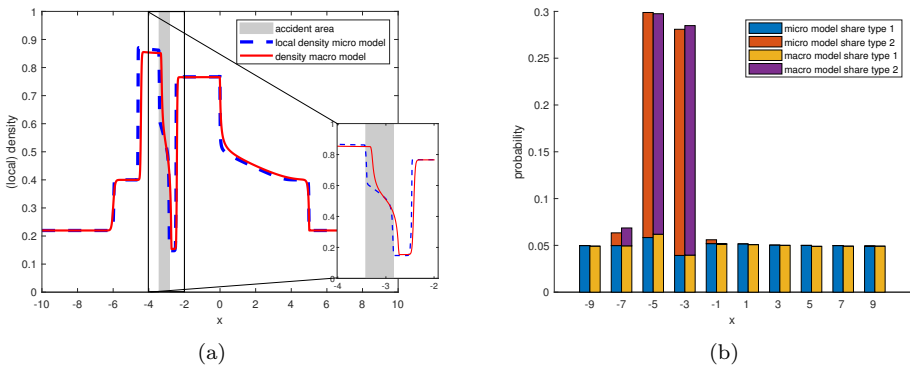 1
0.9
0.8
0.7
0.6
0.5
0.4
0.3
0.2
0.1
0
(local) density
-10 -8 -6 -4 -2 0 2 4 6 8 10
x
accident area
local density micro model
density macro model
1
0.8
0.6
0.4
0.2
0
-4 -3 -2
(a)
0.3
0.25
0.2
0.15
0.1
0.05
0
probability
-9 -7 -5 -3 -1 1 3 5 7 9
x
micro model share type 1
micro model share type 2
macro model share type 1
macro model share type 2
(b)